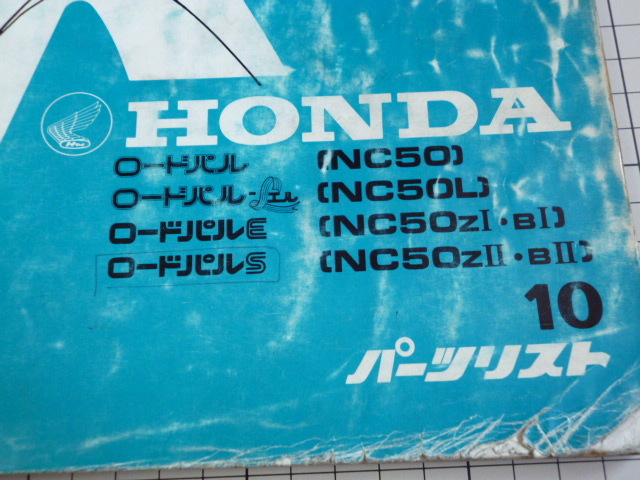 HM
HONDA
ロードパル (NC50)
ロードパル-エル (NC50L)
ロードパルE (NC50ZI・BI)
ロードパルS (NC50ZII・BII)
10
パーツリスト